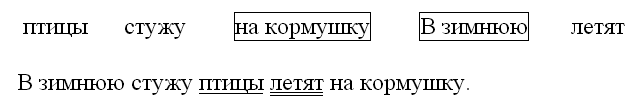 птицы стужу на кормушку В зимнюю летят
В зимнюю стужу птицы летят на кормушку.